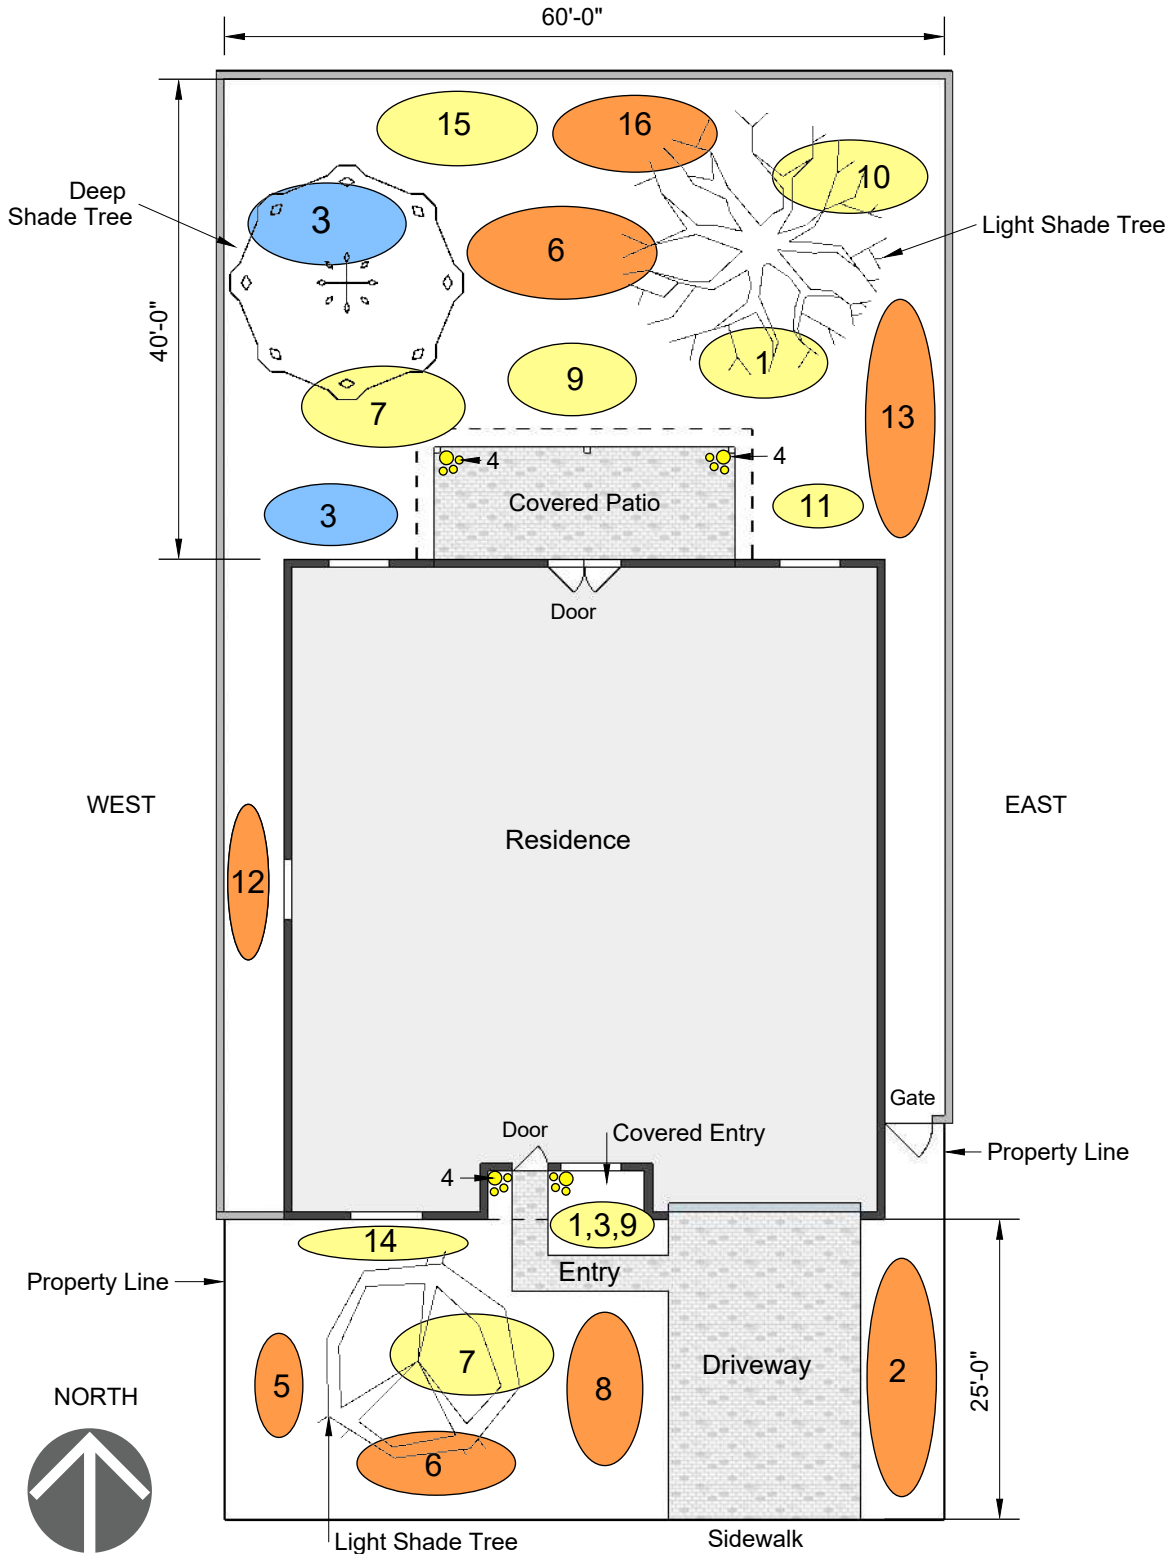 60'-0"
15
16
10
Deep
Shade Tree
3
Light Shade Tree
6
40'-0"
1
9
7
13
4
4
Covered Patio
11
3
Door
WEST
EAST
Residence
12
Gate
Door
Covered Entry
Property Line
4
1,3,9
14
Entry
Property Line
7
Driveway
2
5
8
25'-0"
NORTH
6
Light Shade Tree
Sidewalk